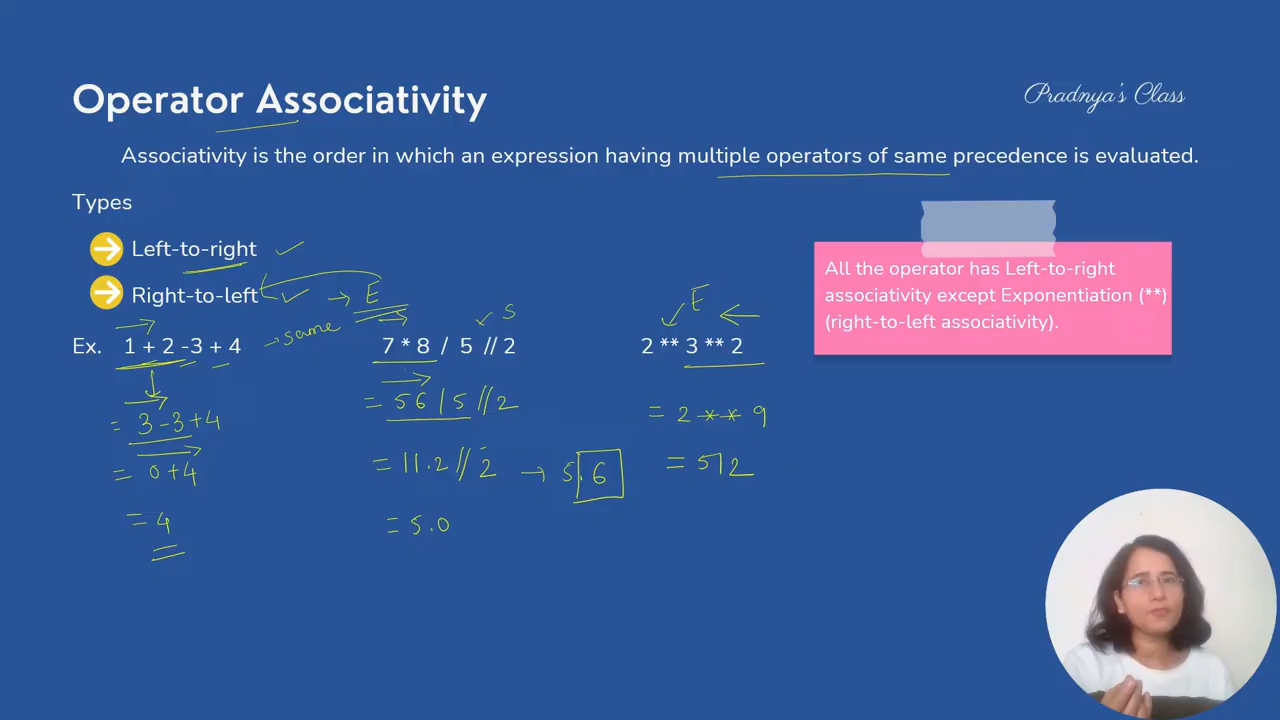 Operator Associativity
Pradnya's Class
Associativity is the order in which an expression having multiple operators of same precedence is evaluated.
Types
Left-to-right
Right-to-left → E
Ex. 1 + 2 -3 + 4 → same
= 3 - 3 + 4
= 0 + 4
= 4
S
7 * 8 / 5 // 2
= 56 / 5 // 2
= 11.2 // 2 → 5.6
= 5.0
E
2 ** 3 ** 2
= 2 ** 9
= 512
All the operator has Left-to-right
associativity except Exponentiation (**)
(right-to-left associativity).